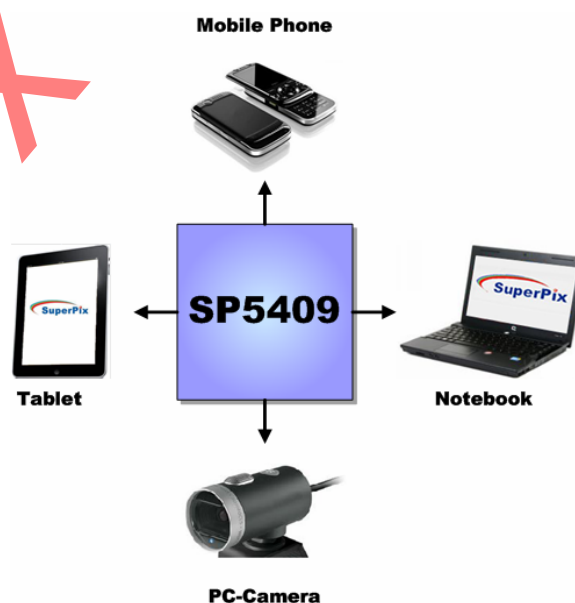 Mobile Phone
SuperPix
SP5409
SuperPix
Tablet
Notebook
PC-Camera